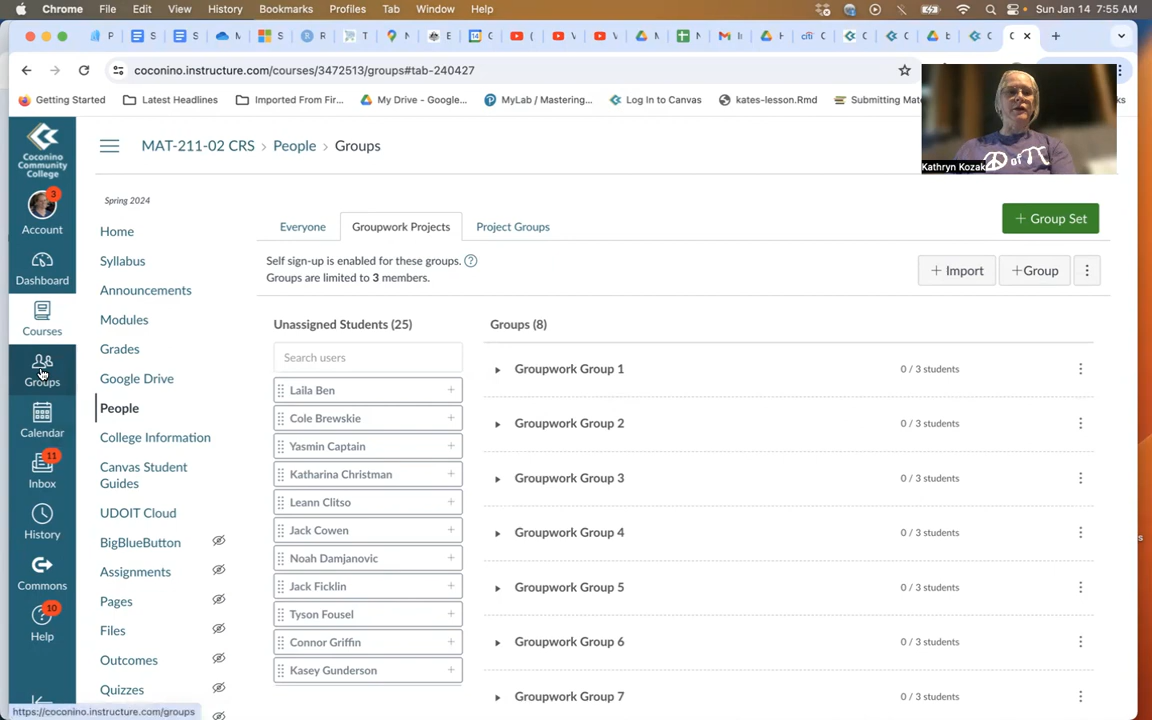 Chrome File Edit View History Bookmarks Profiles Tab Window Help Sun Jan 14 7:55 AM
coconino.instructure.com/courses/3472513/groups#tab-240427
Getting Started Latest Headlines Imported From Fir... My Drive - Google... MyLab / Mastering... Log In to Canvas kates-lesson.Rmd Submitting Mat
Kathryn Kozak
Coconino
Community
College
3
Account
Dashboard
Courses
Groups
Calendar
11
Inbox
History
Commons
10
Help
MAT-211-02 CRS > People > Groups
Spring 2024
Home
Syllabus
Announcements
Modules
Grades
Google Drive
People
College Information
Canvas Student
Guides
UDOIT Cloud
BigBlueButton
Assignments
Pages
Files
Outcomes
Quizzes
Everyone Groupwork Projects Project Groups
+ Group Set
Self sign-up is enabled for these groups. ?
Groups are limited to 3 members.
+ Import +Group
Unassigned Students (25)
Search users
Laila Ben +
Cole Brewskie +
Yasmin Captain +
Katharina Christman +
Leann Clitso +
Jack Cowen +
Noah Damjanovic +
Jack Ficklin +
Tyson Fousel +
Connor Griffin +
Kasey Gunderson +
Groups (8)
Groupwork Group 1 0 / 3 students
Groupwork Group 2 0 / 3 students
Groupwork Group 3 0 / 3 students
Groupwork Group 4 0 / 3 students
Groupwork Group 5 0 / 3 students
Groupwork Group 6 0 / 3 students
Groupwork Group 7 0 / 3 students
https://coconino.instructure.com/groups